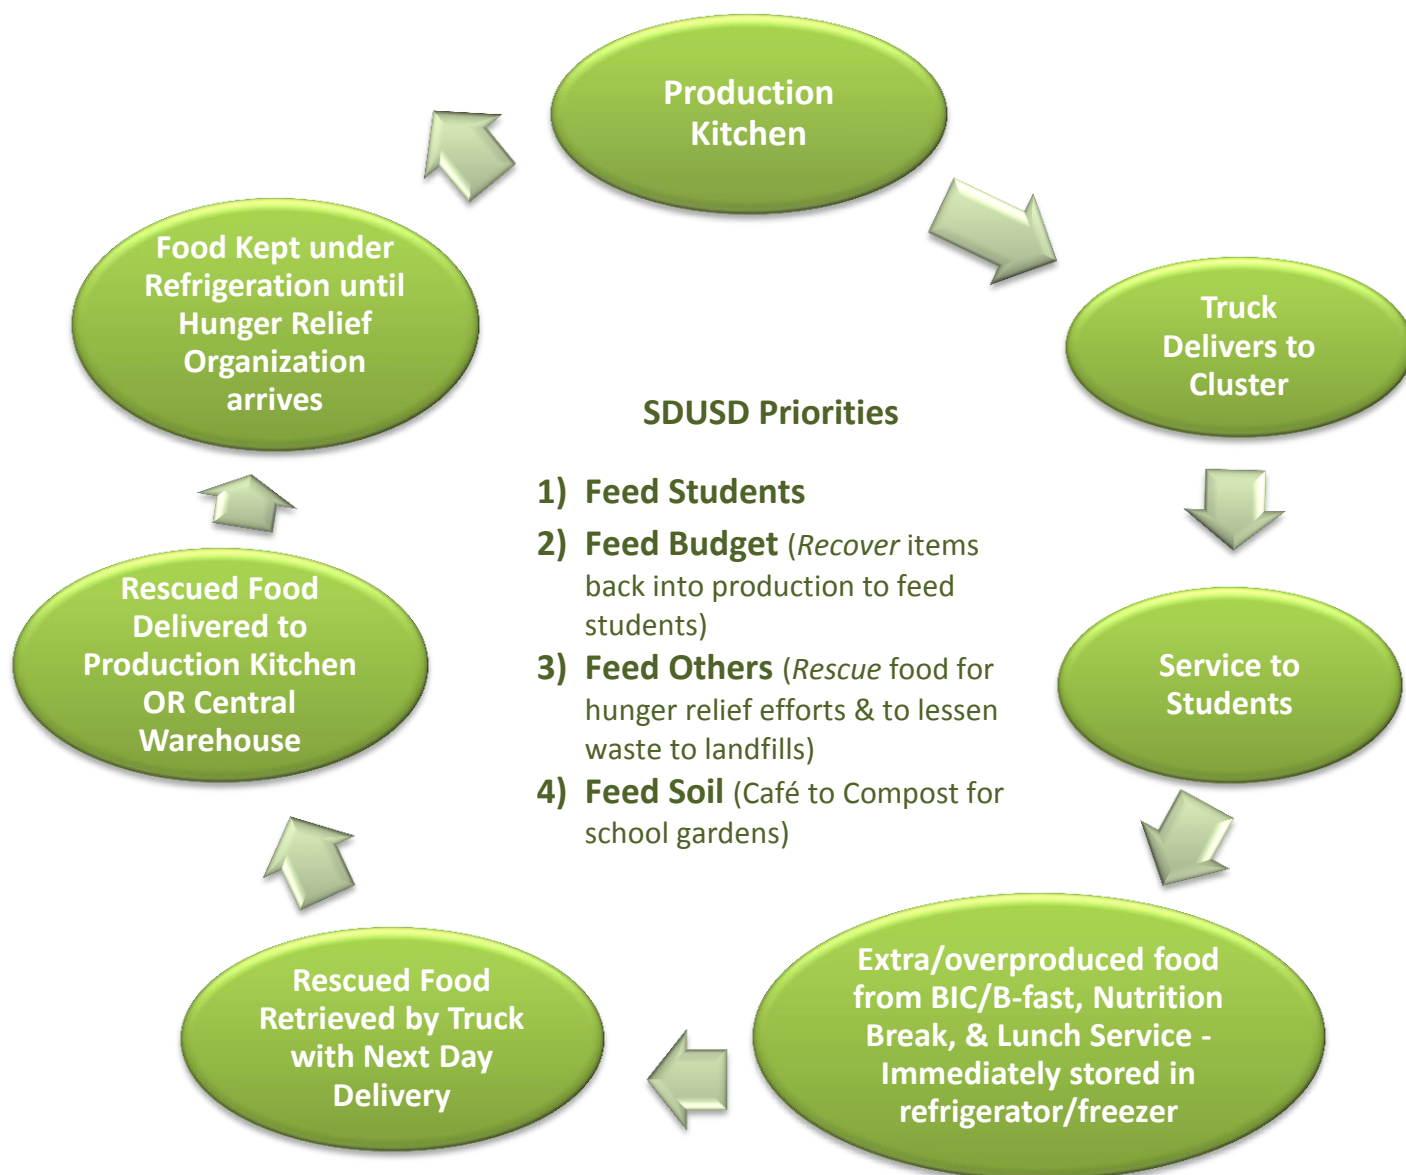 Production
Kitchen
Truck
Delivers to
Cluster
Service to
Students
Extra/overproduced food
from BIC/B-fast, Nutrition
Break, & Lunch Service -
Immediately stored in
refrigerator/freezer
Rescued Food
Retrieved by Truck
with Next Day
Delivery
Rescued Food
Delivered to
Production Kitchen
OR Central
Warehouse
Food Kept under
Refrigeration until
Hunger Relief
Organization
arrives
SDUSD Priorities
1) Feed Students
2) Feed Budget (Recover items
back into production to feed
students)
3) Feed Others (Rescue food for
hunger relief efforts & to lessen
waste to landfills)
4) Feed Soil (Café to Compost for
school gardens)